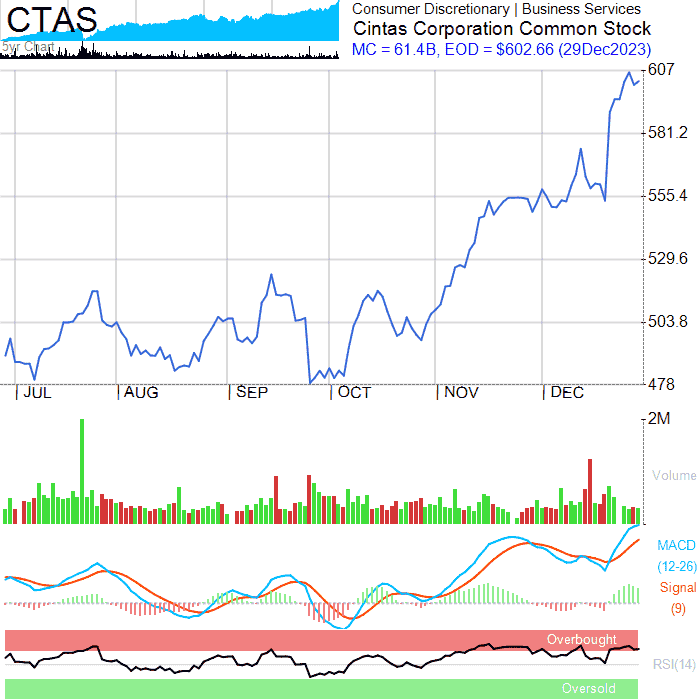 CTAS
5yr Chart
Consumer Discretionary | Business Services
Cintas Corporation Common Stock
MC = 61.4B, EOD = $602.66 (29Dec2023)
607
581.2
555.4
529.6
503.8
478
JUL
AUG
SEP
OCT
NOV
DEC
2M
Volume
MACD
(12-26)
Signal
(9)
Overbought
RSI(14)
Oversold